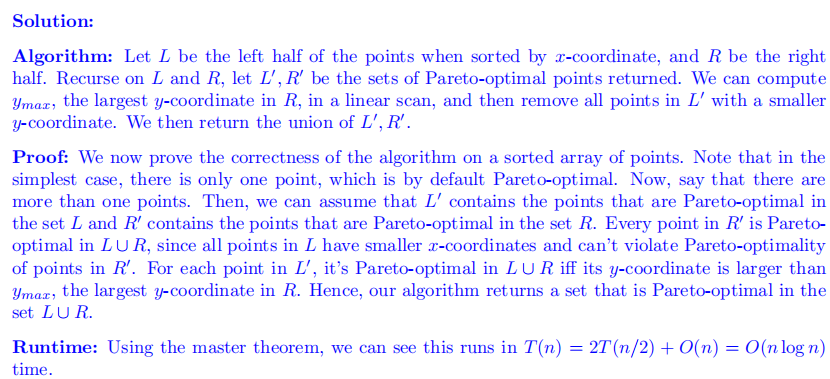 Solution:
Algorithm: Let L be the left half of the points when sorted by x-coordinate, and R be the right
half. Recurse on L and R, let L′, R′ be the sets of Pareto-optimal points returned. We can compute
y_max, the largest y-coordinate in R, in a linear scan, and then remove all points in L′ with a smaller
y-coordinate. We then return the union of L′, R′.
Proof: We now prove the correctness of the algorithm on a sorted array of points. Note that in the
simplest case, there is only one point, which is by default Pareto-optimal. Now, say that there are
more than one points. Then, we can assume that L′ contains the points that are Pareto-optimal in
the set L and R′ contains the points that are Pareto-optimal in the set R. Every point in R′ is Pareto-
optimal in L ∪ R, since all points in L have smaller x-coordinates and can't violate Pareto-optimality
of points in R′. For each point in L′, it's Pareto-optimal in L ∪ R iff its y-coordinate is larger than
y_max, the largest y-coordinate in R. Hence, our algorithm returns a set that is Pareto-optimal in the
set L ∪ R.
Runtime: Using the master theorem, we can see this runs in T(n) = 2T(n/2) + O(n) = O(n log n)
time.